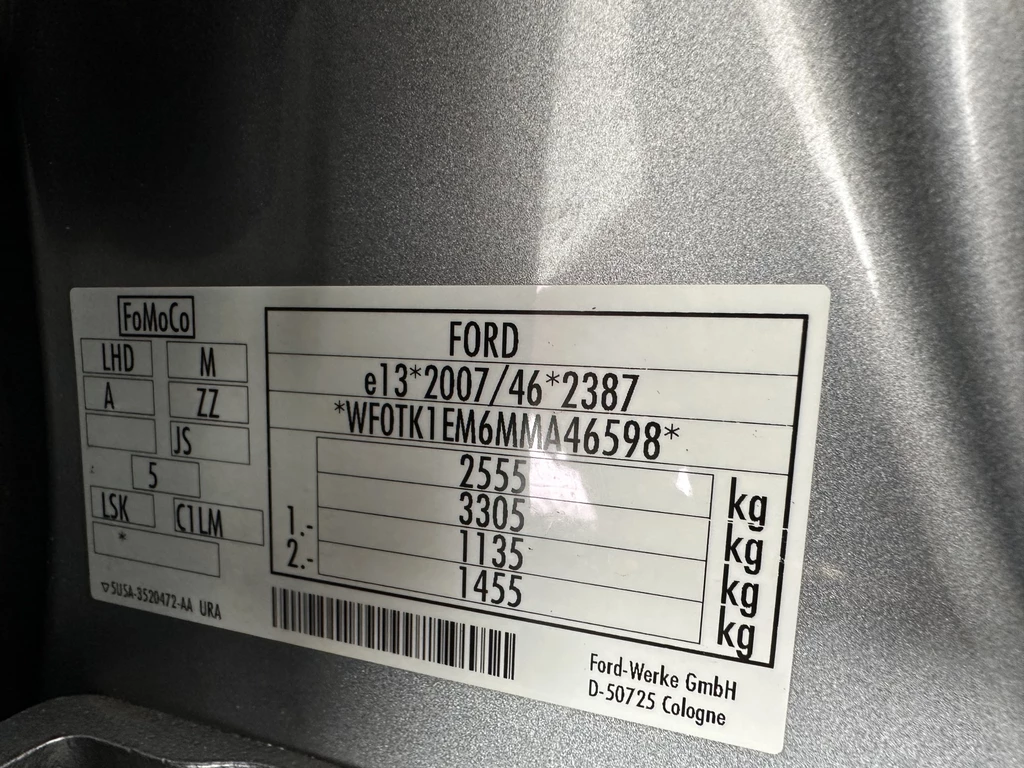 FoMoCo
LHD M
A ZZ
JS
5
LSK C1LM
*
▽5USA-3520472-AA URA
FORD
e13*2007/46*2387
*WF0TK1EM6MMA46598*
2555 kg
3305 kg
1.- 1135 kg
2.- 1455 kg
Ford-Werke GmbH
D-50725 Cologne